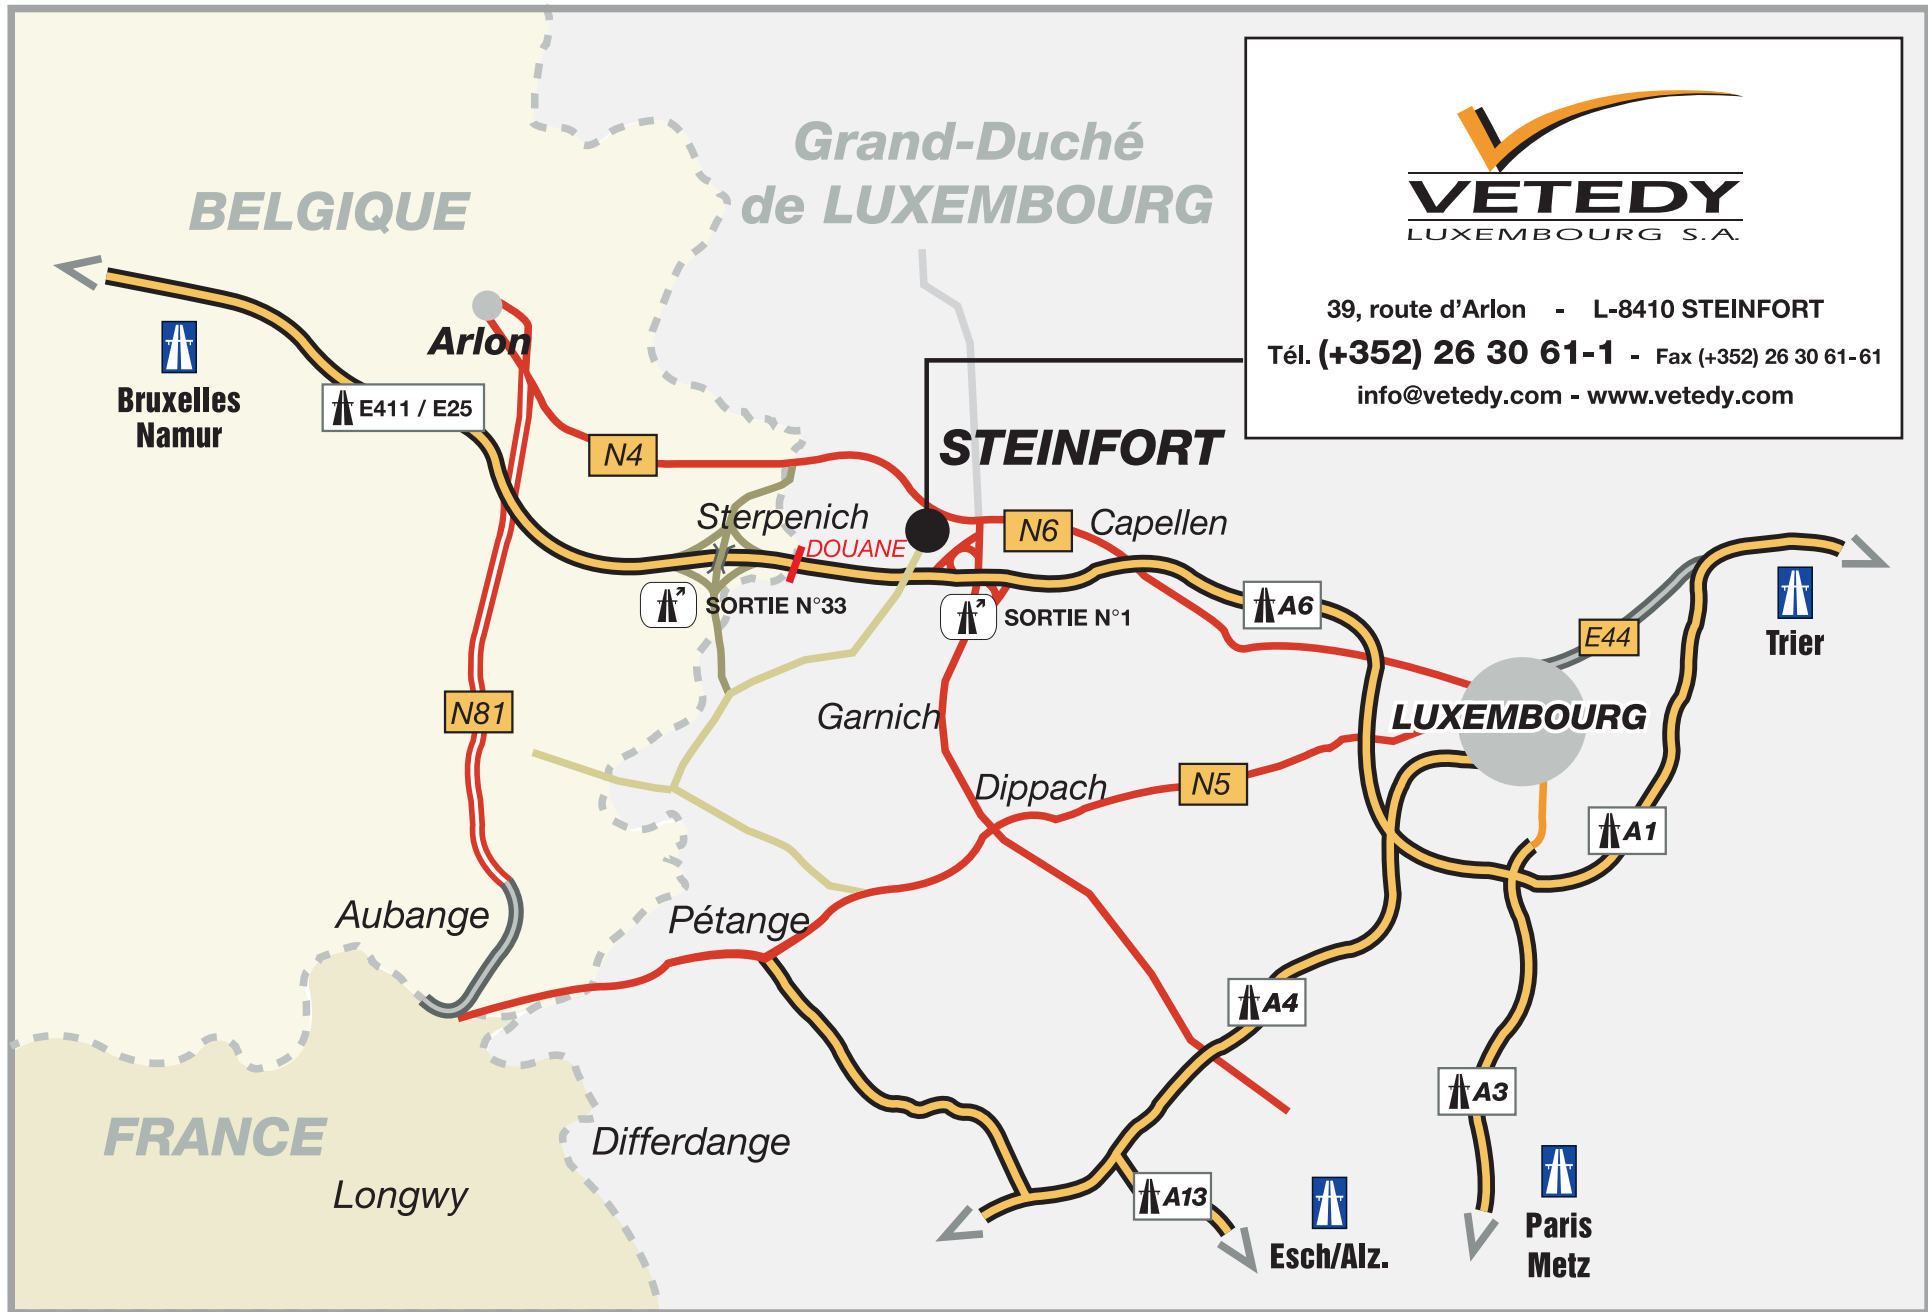 Grand-Duché
de LUXEMBOURG
BELGIQUE
VETEDY
LUXEMBOURG S.A.
39, route d'Arlon - L-8410 STEINFORT
Tél. (+352) 26 30 61-1 - Fax (+352) 26 30 61-61
info@vetedy.com - www.vetedy.com
Arlon
Bruxelles
Namur
E411 / E25
N4
STEINFORT
Sterpenich
DOUANE
N6
Capellen
SORTIE N°33
SORTIE N°1
A6
E44
Trier
N81
Garnich
LUXEMBOURG
Dippach
N5
A1
Aubange
Pétange
A4
A3
FRANCE
Differdange
Longwy
A13
Esch/Alz.
Paris
Metz